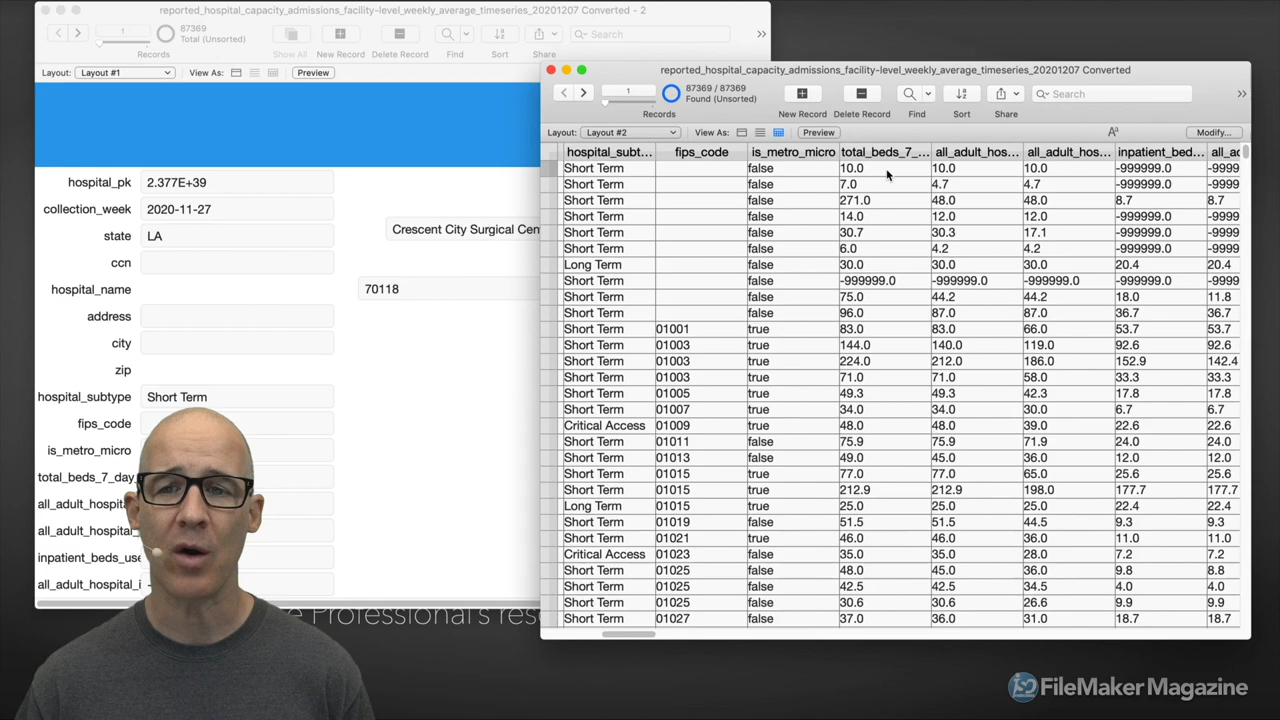 reported_hospital_capacity_admissions_facility-level_weekly_average_timeseries_20201207 Converted - 2
1
87369
Total (Unsorted)
Records
Show All
New Record
Delete Record
Find
Sort
Share
Search
Layout: Layout #1 View As: Preview
hospital_pk 2.377E+39
collection_week 2020-11-27
state LA
Crescent City Surgical Cen
ccn
hospital_name
70118
address
city
zip
hospital_subtype Short Term
fips_code
is_metro_micro
total_beds_7_day
all_adult_hospita
all_adult_hospital_
inpatient_beds_use
all_adult_hospital_i
reported_hospital_capacity_admissions_facility-level_weekly_average_timeseries_20201207 Converted
1
87369 / 87369
Found (Unsorted)
Records
New Record
Delete Record
Find
Sort
Share
Search
Layout: Layout #2 View As: Preview Aa Modify...
hospital_subt... fips_code is_metro_micro total_beds_7_... all_adult_hos... all_adult_hos... inpatient_bed... all_ad
Short Term false 10.0 10.0 10.0 -999999.0 -9999
Short Term false 7.0 4.7 4.7 -999999.0 -9999
Short Term false 271.0 48.0 48.0 8.7 8.7
Short Term false 14.0 12.0 12.0 -999999.0 -9999
Short Term false 30.7 30.3 17.1 -999999.0 -9999
Short Term false 6.0 4.2 4.2 -999999.0 -9999
Long Term false 30.0 30.0 30.0 20.4 20.4
Short Term false -999999.0 -999999.0 -999999.0 -999999.0 -9999
Short Term false 75.0 44.2 44.2 18.0 11.8
Short Term false 96.0 87.0 87.0 36.7 36.7
Short Term 01001 true 83.0 83.0 66.0 53.7 53.7
Short Term 01003 true 144.0 140.0 119.0 92.6 92.6
Short Term 01003 true 224.0 212.0 186.0 152.9 142.4
Short Term 01003 true 71.0 71.0 58.0 33.3 33.3
Short Term 01005 true 49.3 49.3 42.3 17.8 17.8
Short Term 01007 true 34.0 34.0 30.0 6.7 6.7
Critical Access 01009 true 48.0 48.0 39.0 22.6 22.6
Short Term 01011 false 75.9 75.9 71.9 24.0 24.0
Short Term 01013 false 49.0 45.0 36.0 12.0 12.0
Short Term 01015 true 77.0 77.0 65.0 25.6 25.6
Short Term 01015 true 212.9 212.9 198.0 177.7 177.7
Long Term 01015 true 25.0 25.0 25.0 22.4 22.4
Short Term 01019 false 51.5 51.5 44.5 9.3 9.3
Short Term 01021 true 46.0 46.0 36.0 11.0 11.0
Critical Access 01023 false 35.0 35.0 28.0 7.2 7.2
Short Term 01025 false 48.0 45.0 36.0 9.8 8.8
Short Term 01025 false 42.5 42.5 34.5 4.0 4.0
Short Term 01025 false 30.6 30.6 26.6 9.9 9.9
Short Term 01027 false 37.0 36.0 31.0 18.7 18.7
e Professional's reso
FileMaker Magazine